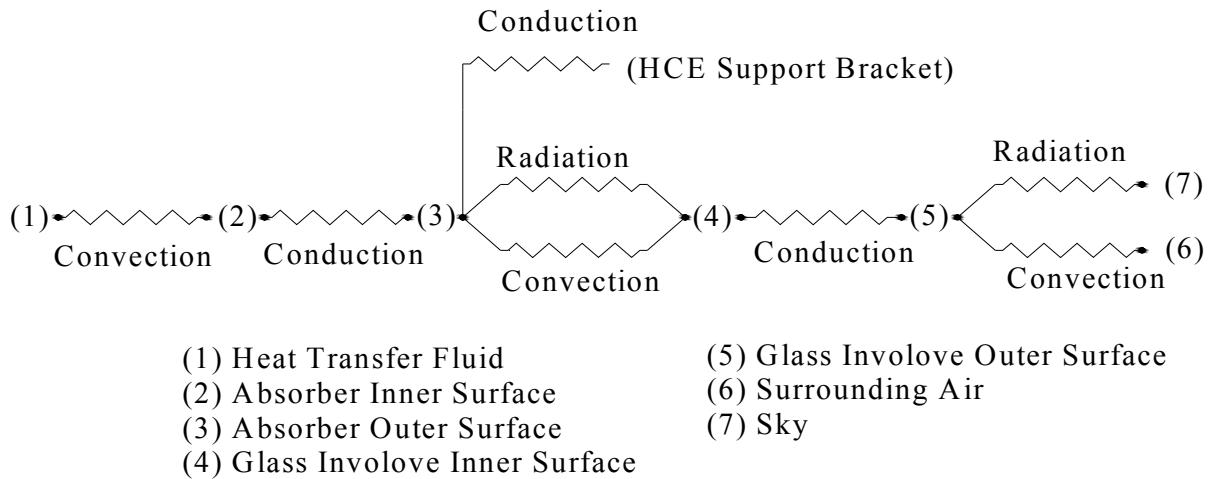 Conduction
(HCE Support Bracket)
Radiation
Radiation
(7)
(1)
(2)
(3)
(4)
(5)
Convection
Conduction
Convection
Conduction
(6)
Convection
(1) Heat Transfer Fluid
(2) Absorber Inner Surface
(3) Absorber Outer Surface
(4) Glass Involove Inner Surface
(5) Glass Involove Outer Surface
(6) Surrounding Air
(7) Sky